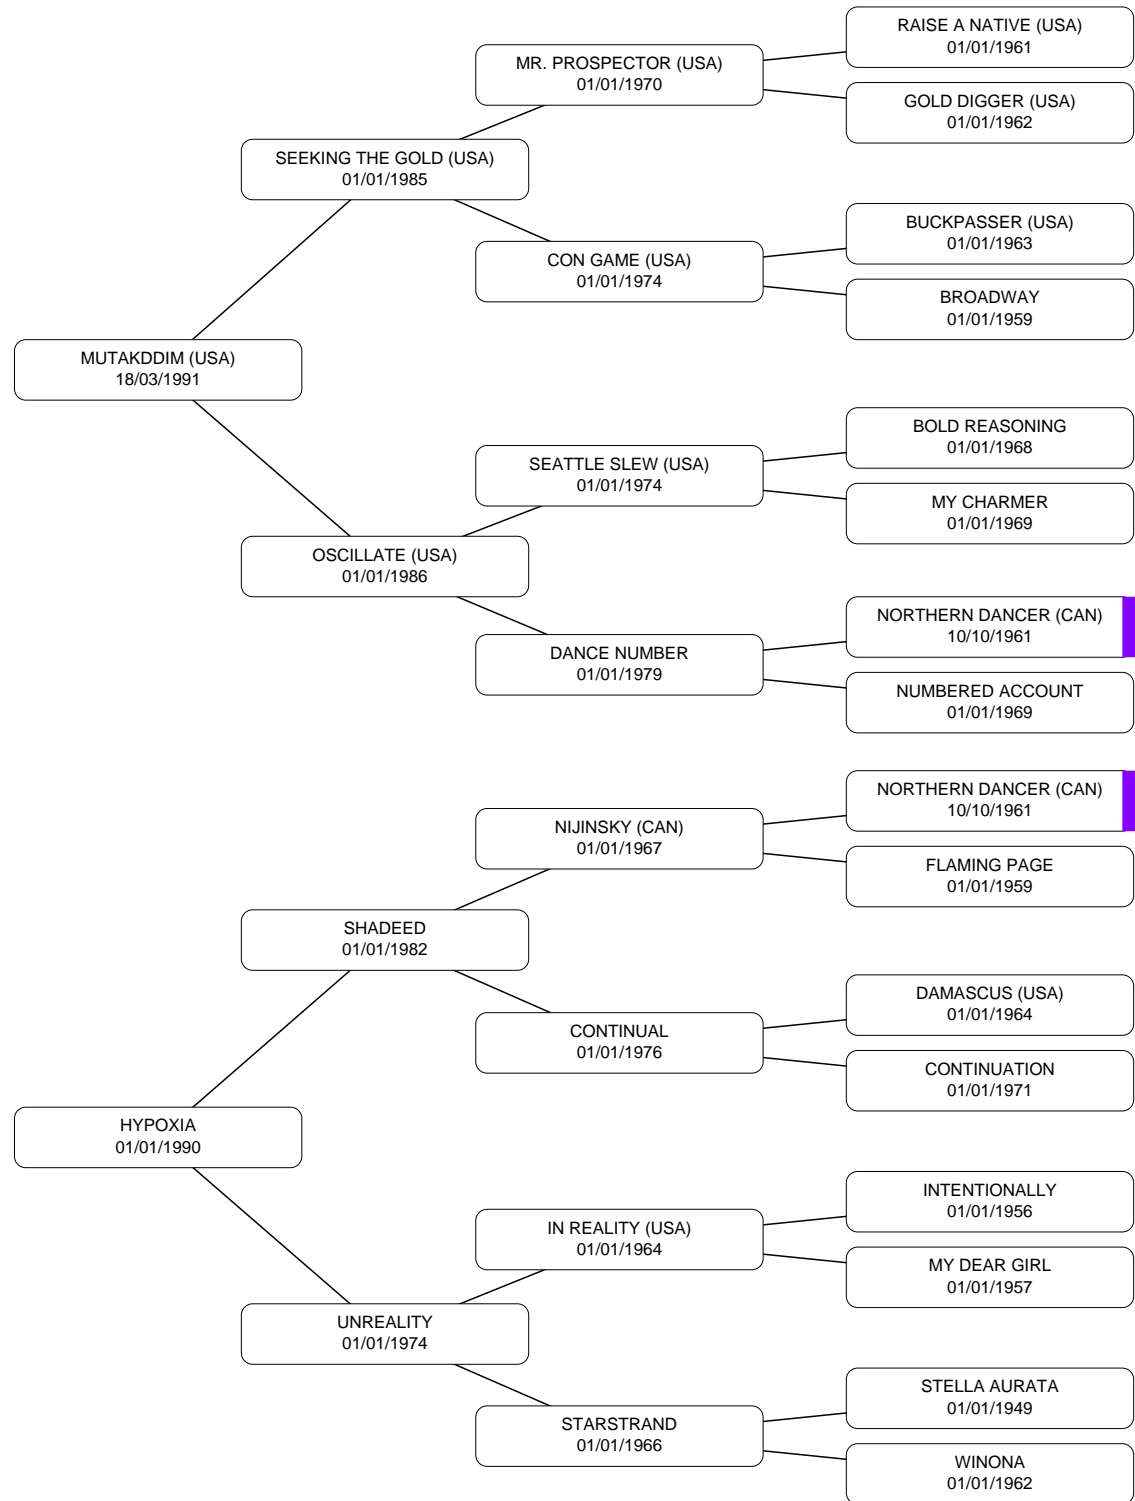 RAISE A NATIVE (USA)
01/01/1961
MR. PROSPECTOR (USA)
01/01/1970
GOLD DIGGER (USA)
01/01/1962
SEEKING THE GOLD (USA)
01/01/1985
BUCKPASSER (USA)
01/01/1963
CON GAME (USA)
01/01/1974
BROADWAY
01/01/1959
MUTAKDDIM (USA)
18/03/1991
BOLD REASONING
01/01/1968
SEATTLE SLEW (USA)
01/01/1974
MY CHARMER
01/01/1969
OSCILLATE (USA)
01/01/1986
NORTHERN DANCER (CAN)
10/10/1961
DANCE NUMBER
01/01/1979
NUMBERED ACCOUNT
01/01/1969
NORTHERN DANCER (CAN)
10/10/1961
NIJINSKY (CAN)
01/01/1967
FLAMING PAGE
01/01/1959
SHADEED
01/01/1982
DAMASCUS (USA)
01/01/1964
CONTINUAL
01/01/1976
CONTINUATION
01/01/1971
HYPOXIA
01/01/1990
INTENTIONALLY
01/01/1956
IN REALITY (USA)
01/01/1964
MY DEAR GIRL
01/01/1957
UNREALITY
01/01/1974
STELLA AURATA
01/01/1949
STARSTRAND
01/01/1966
WINONA
01/01/1962